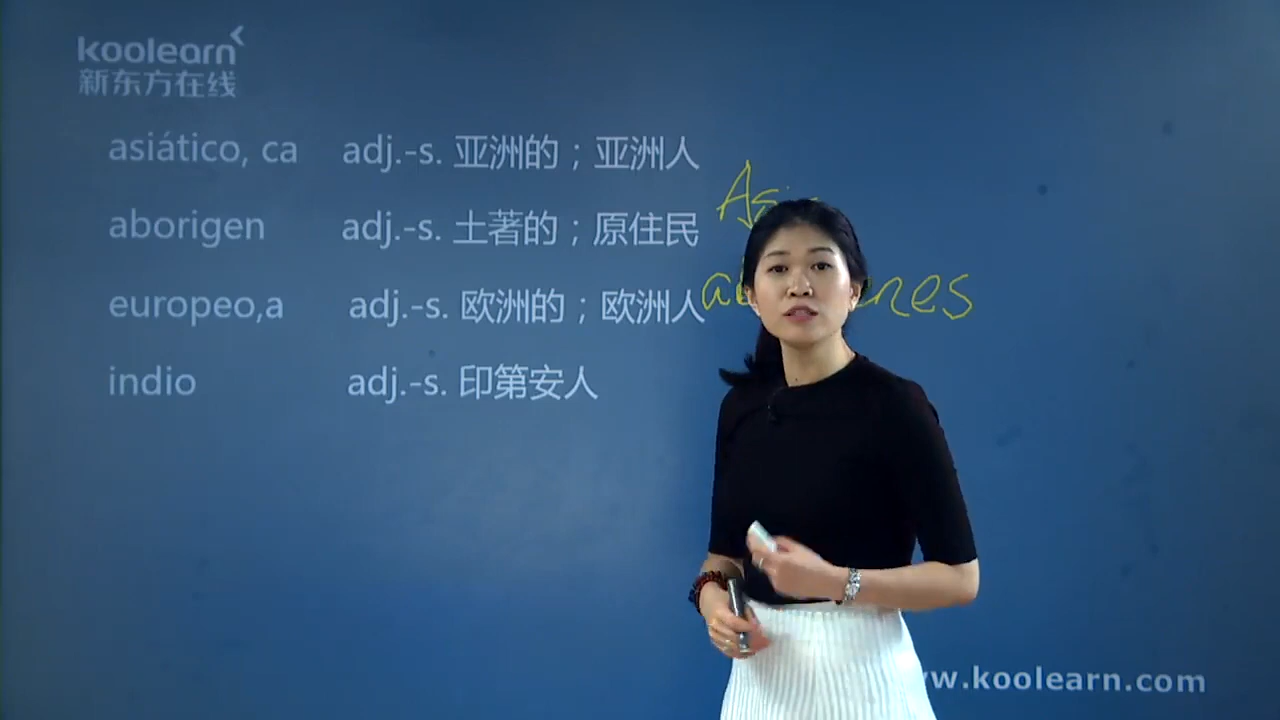 koolearn
新东方在线
asiático, ca adj.-s. 亚洲的；亚洲人
aborigen adj.-s. 土著的；原住民
europeo,a adj.-s. 欧洲的；欧洲人
indio adj.-s. 印第安人
.koolearn.com